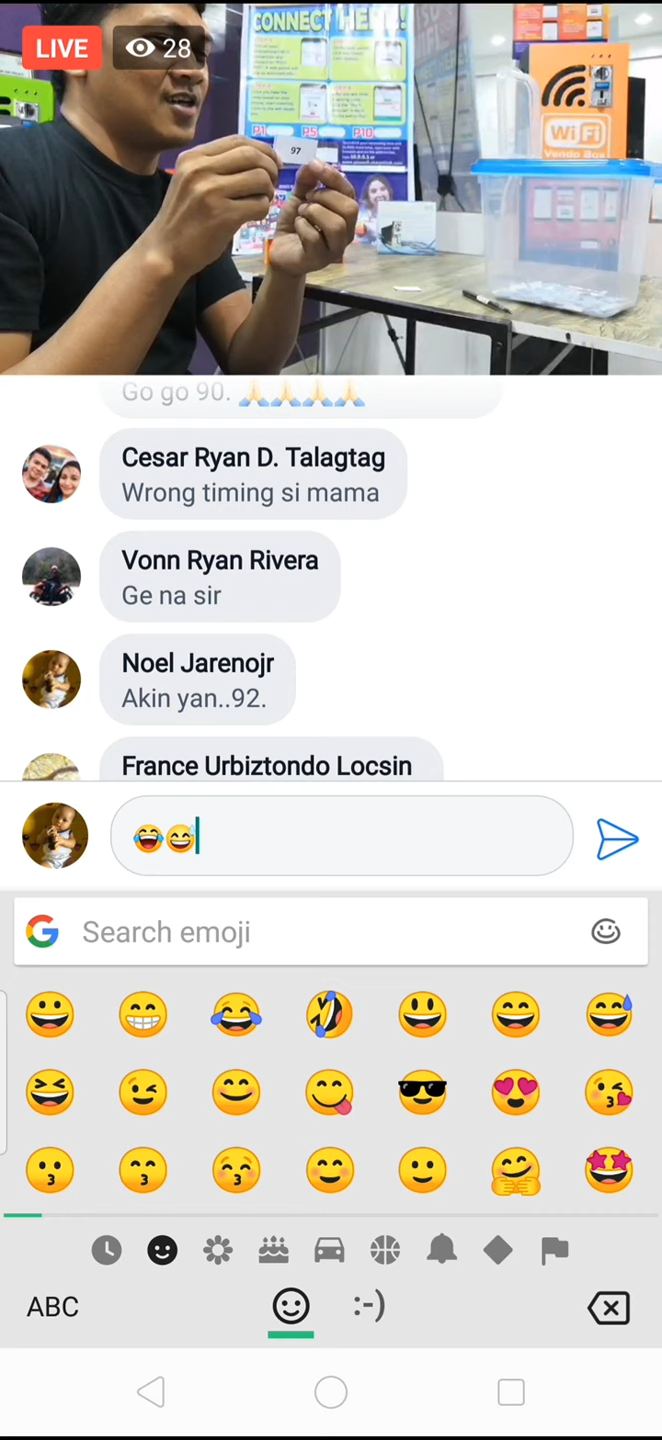 LIVE 28
CONNECT HERE!
P1 P5 P10
97
WiFi
Vendo Box
Go go 90. 🙏🙏🙏🙏
Cesar Ryan D. Talagtag
Wrong timing si mama
Vonn Ryan Rivera
Ge na sir
Noel Jarenojr
Akin yan..92.
France Urbiztondo Locsin
😂😅
Search emoji
ABC :-)